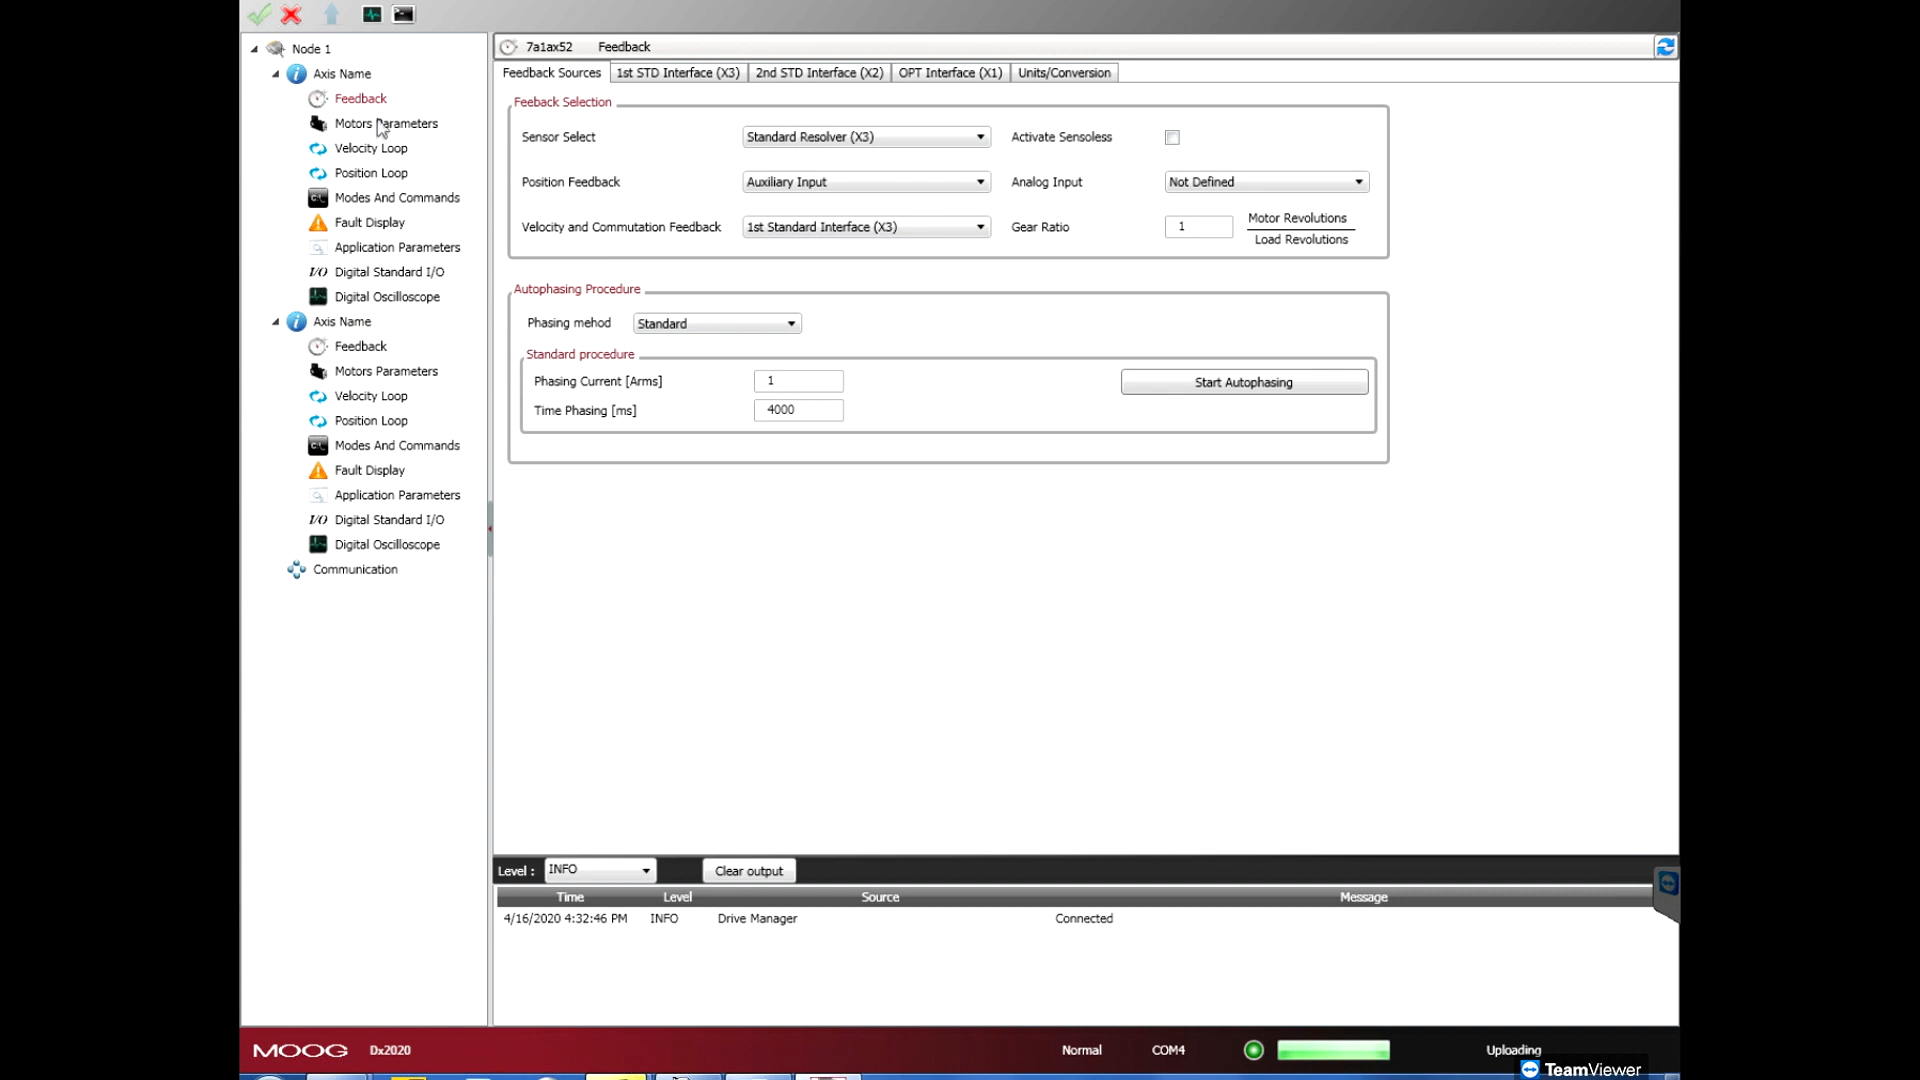 Node 1
Axis Name
Feedback
Motors Parameters
Velocity Loop
Position Loop
Modes And Commands
Fault Display
Application Parameters
I/O Digital Standard I/O
Digital Oscilloscope
Axis Name
Feedback
Motors Parameters
Velocity Loop
Position Loop
Modes And Commands
Fault Display
Application Parameters
I/O Digital Standard I/O
Digital Oscilloscope
Communication
7a1ax52 Feedback
Feedback Sources 1st STD Interface (X3) 2nd STD Interface (X2) OPT Interface (X1) Units/Conversion
Feeback Selection
Sensor Select Standard Resolver (X3) Activate Sensoless
Position Feedback Auxiliary Input Analog Input Not Defined
Velocity and Commutation Feedback 1st Standard Interface (X3) Gear Ratio 1 Motor Revolutions
Load Revolutions
Autophasing Procedure
Phasing mehod Standard
Standard procedure
Phasing Current [Arms] 1 Start Autophasing
Time Phasing [ms] 4000
Level : INFO Clear output
Time Level Source Message
4/16/2020 4:32:46 PM INFO Drive Manager Connected
MOOG Dx2020 Normal COM4 Uploading
TeamViewer